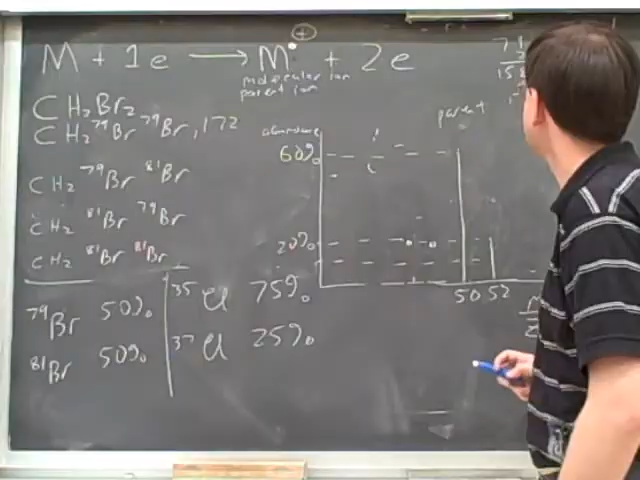 M + 1e → M•⊕ + 2e
molecular ion
parent ion
CH₂Br₂
CH₂ ⁷⁹Br ⁷⁹Br, 172
CH₂ ⁷⁹Br ⁸¹Br
CH₂ ⁸¹Br ⁷⁹Br
CH₂ ⁸¹Br ⁸¹Br
⁷⁹Br 50%
⁸¹Br 50%
³⁵Cl 75%
³⁷Cl 25%
abundance
60%
20%
parent
50 52
m/z